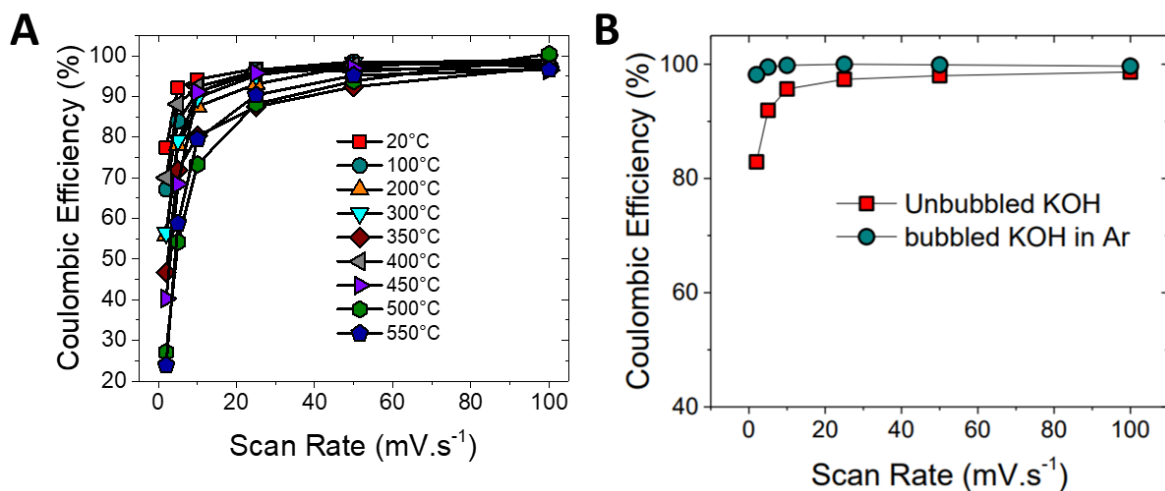 A
Coulombic Efficiency (%)
100
90
80
70
60
50
40
30
20
20°C
100°C
200°C
300°C
350°C
400°C
450°C
500°C
550°C
0 20 40 60 80 100
Scan Rate (mV.s⁻¹)
B
Coulombic Efficiency (%)
100
80
60
40
Unbubbled KOH
bubbled KOH in Ar
0 20 40 60 80 100
Scan Rate (mV.s⁻¹)